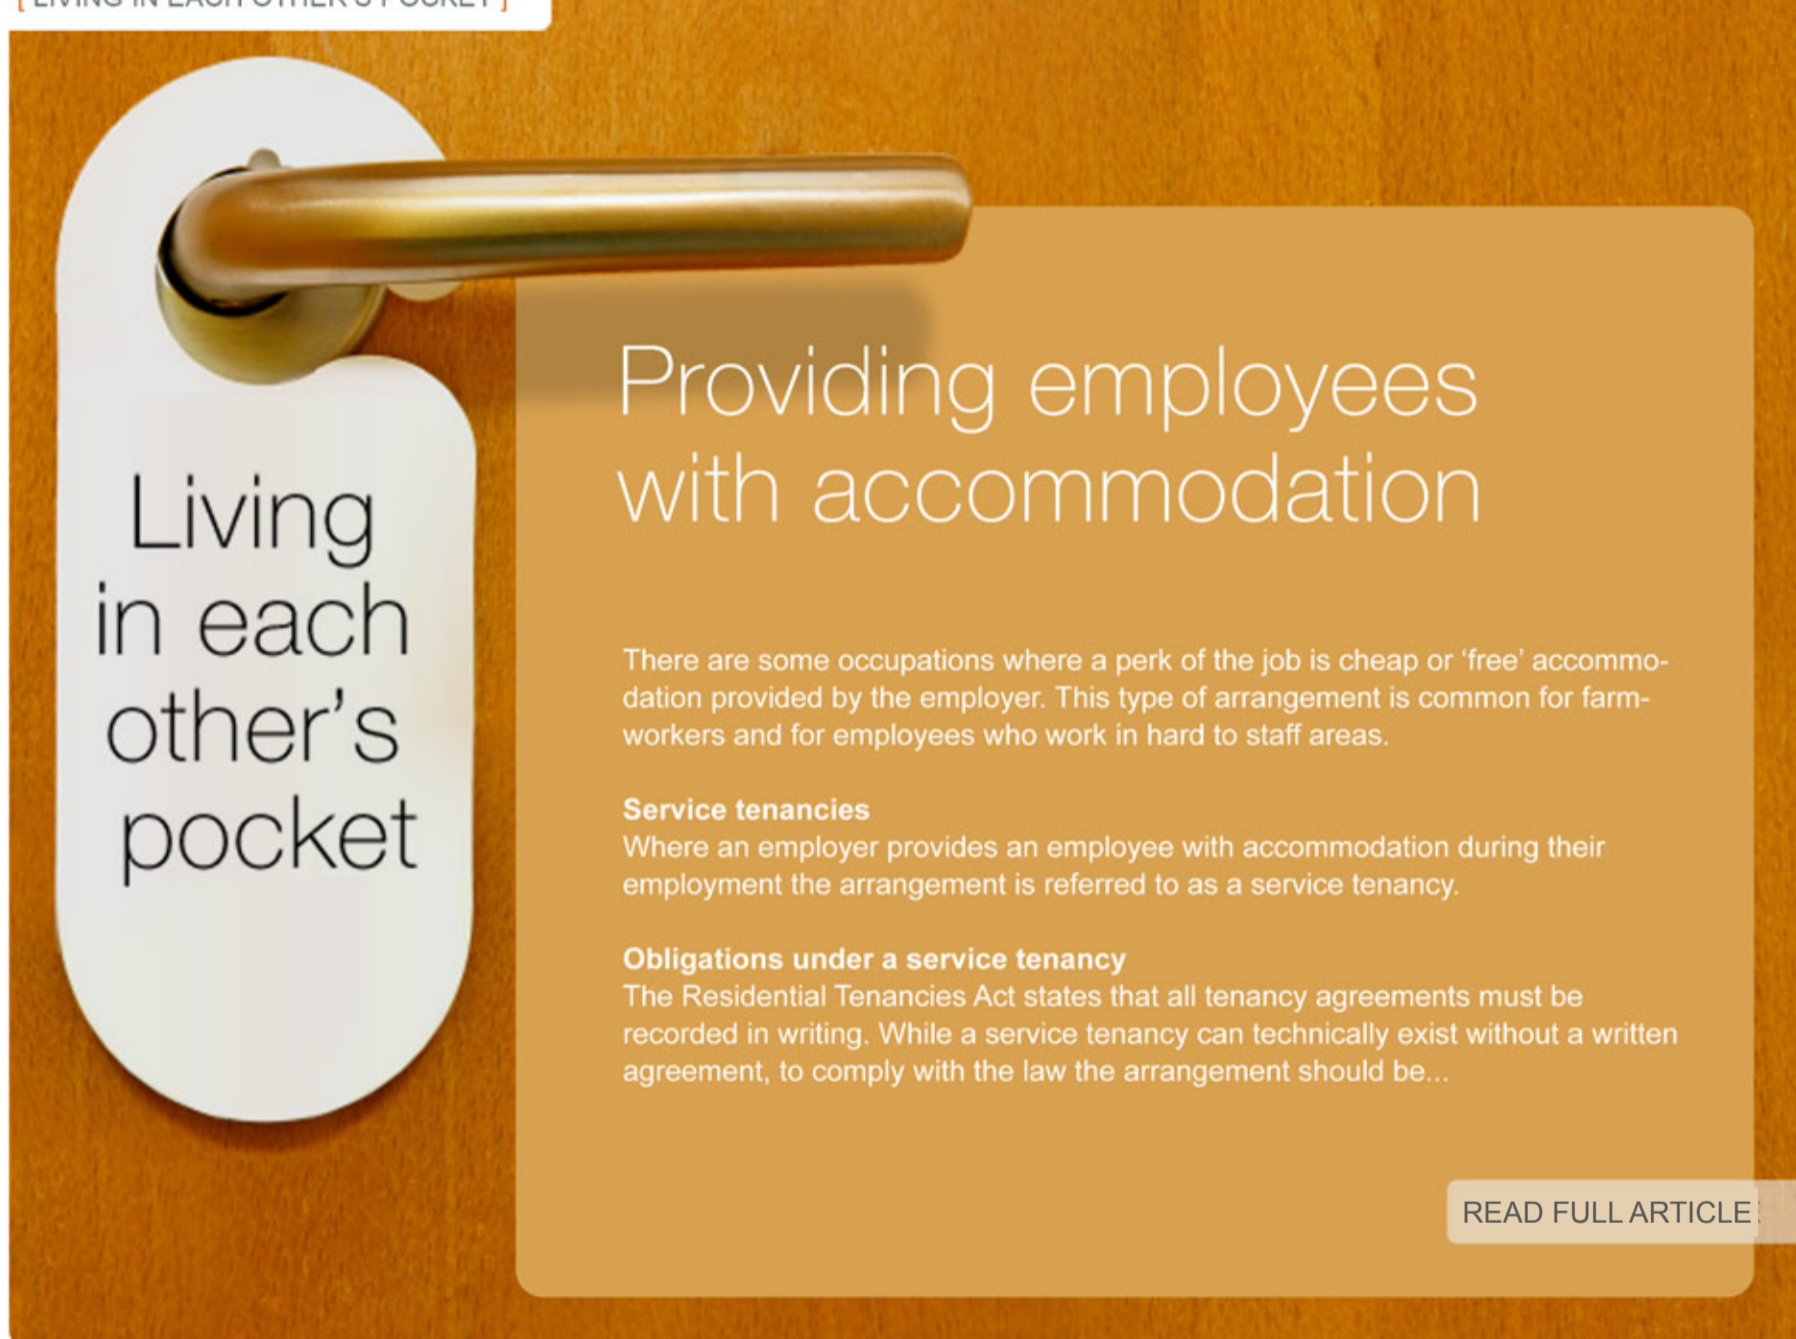 [ LIVING IN EACH OTHER'S POCKET ]
Living
in each
other's
pocket
Providing employees
with accommodation
There are some occupations where a perk of the job is cheap or ‘free’ accommo-
dation provided by the employer. This type of arrangement is common for farm-
workers and for employees who work in hard to staff areas.
Service tenancies
Where an employer provides an employee with accommodation during their
employment the arrangement is referred to as a service tenancy.
Obligations under a service tenancy
The Residential Tenancies Act states that all tenancy agreements must be
recorded in writing. While a service tenancy can technically exist without a written
agreement, to comply with the law the arrangement should be...
READ FULL ARTICLE